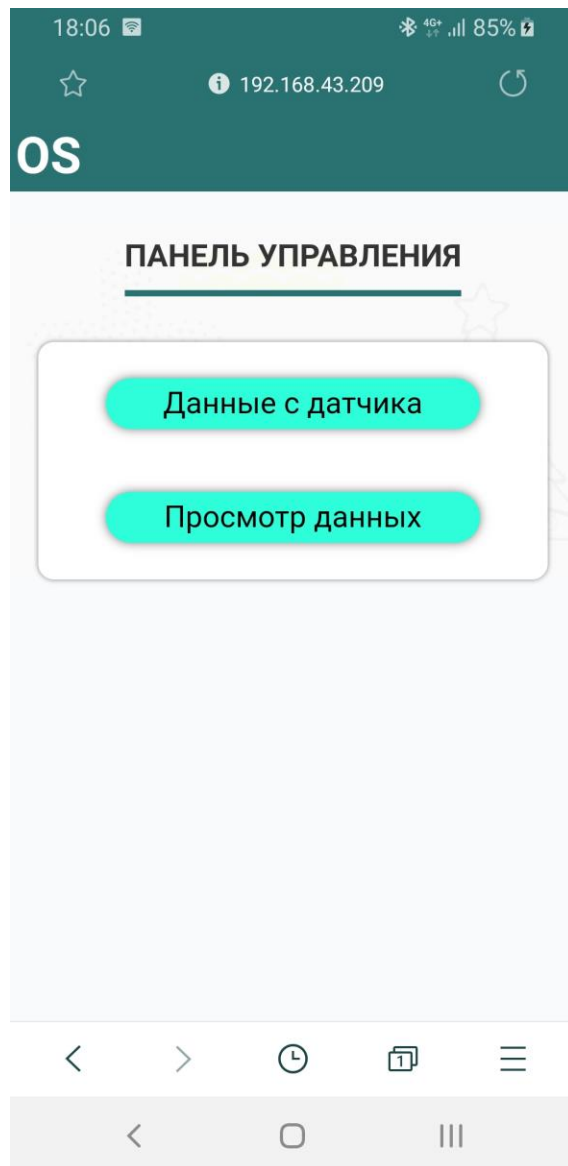 18:06 4G+ 85%
192.168.43.209
OS
ПАНЕЛЬ УПРАВЛЕНИЯ
Данные с датчика
Просмотр данных
1